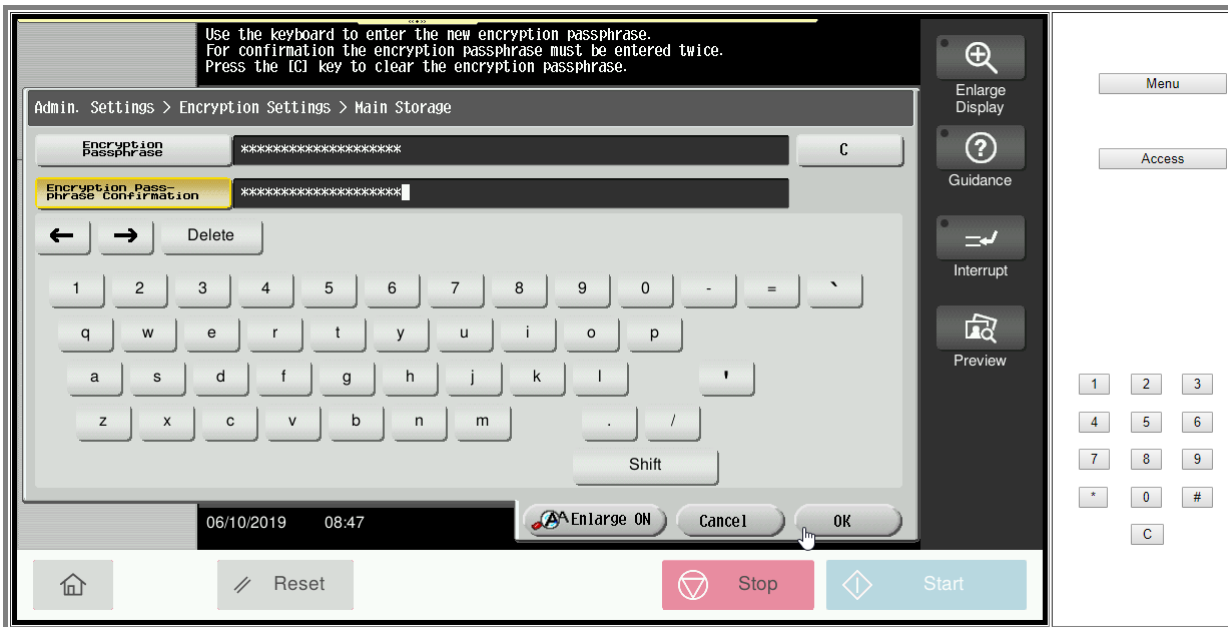 Use the keyboard to enter the new encryption passphrase.
For confirmation the encryption passphrase must be entered twice.
Press the [C] key to clear the encryption passphrase.
Admin. Settings > Encryption Settings > Main Storage
Encryption
Passphrase
********************
C
Encryption Pass-
phrase Confirmation
********************
← → Delete
1 2 3 4 5 6 7 8 9 0 - = `
q w e r t y u i o p
a s d f g h j k l '
z x c v b n m . /
Shift
06/10/2019 08:47
Enlarge ON
Cancel
OK
Enlarge
Display
Guidance
Interrupt
Preview
Reset
Stop
Start
Menu
Access
1 2 3
4 5 6
7 8 9
* 0 #
C